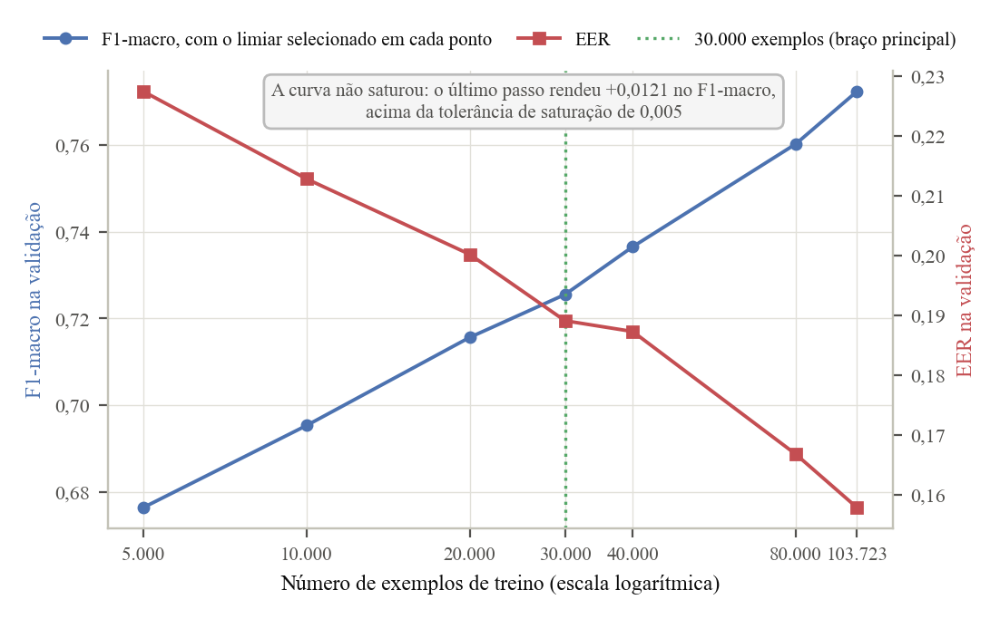 F1-macro, com o limiar selecionado em cada ponto
EER
30.000 exemplos (braço principal)
A curva não saturou: o último passo rendeu +0,0121 no F1-macro,
acima da tolerância de saturação de 0,005
F1-macro na validação
0,76
0,74
0,72
0,70
0,68
0,23
0,22
0,21
0,20
0,19
0,18
0,17
0,16
EER na validação
5.000
10.000
20.000
30.000
40.000
80.000
103.723
Número de exemplos de treino (escala logarítmica)